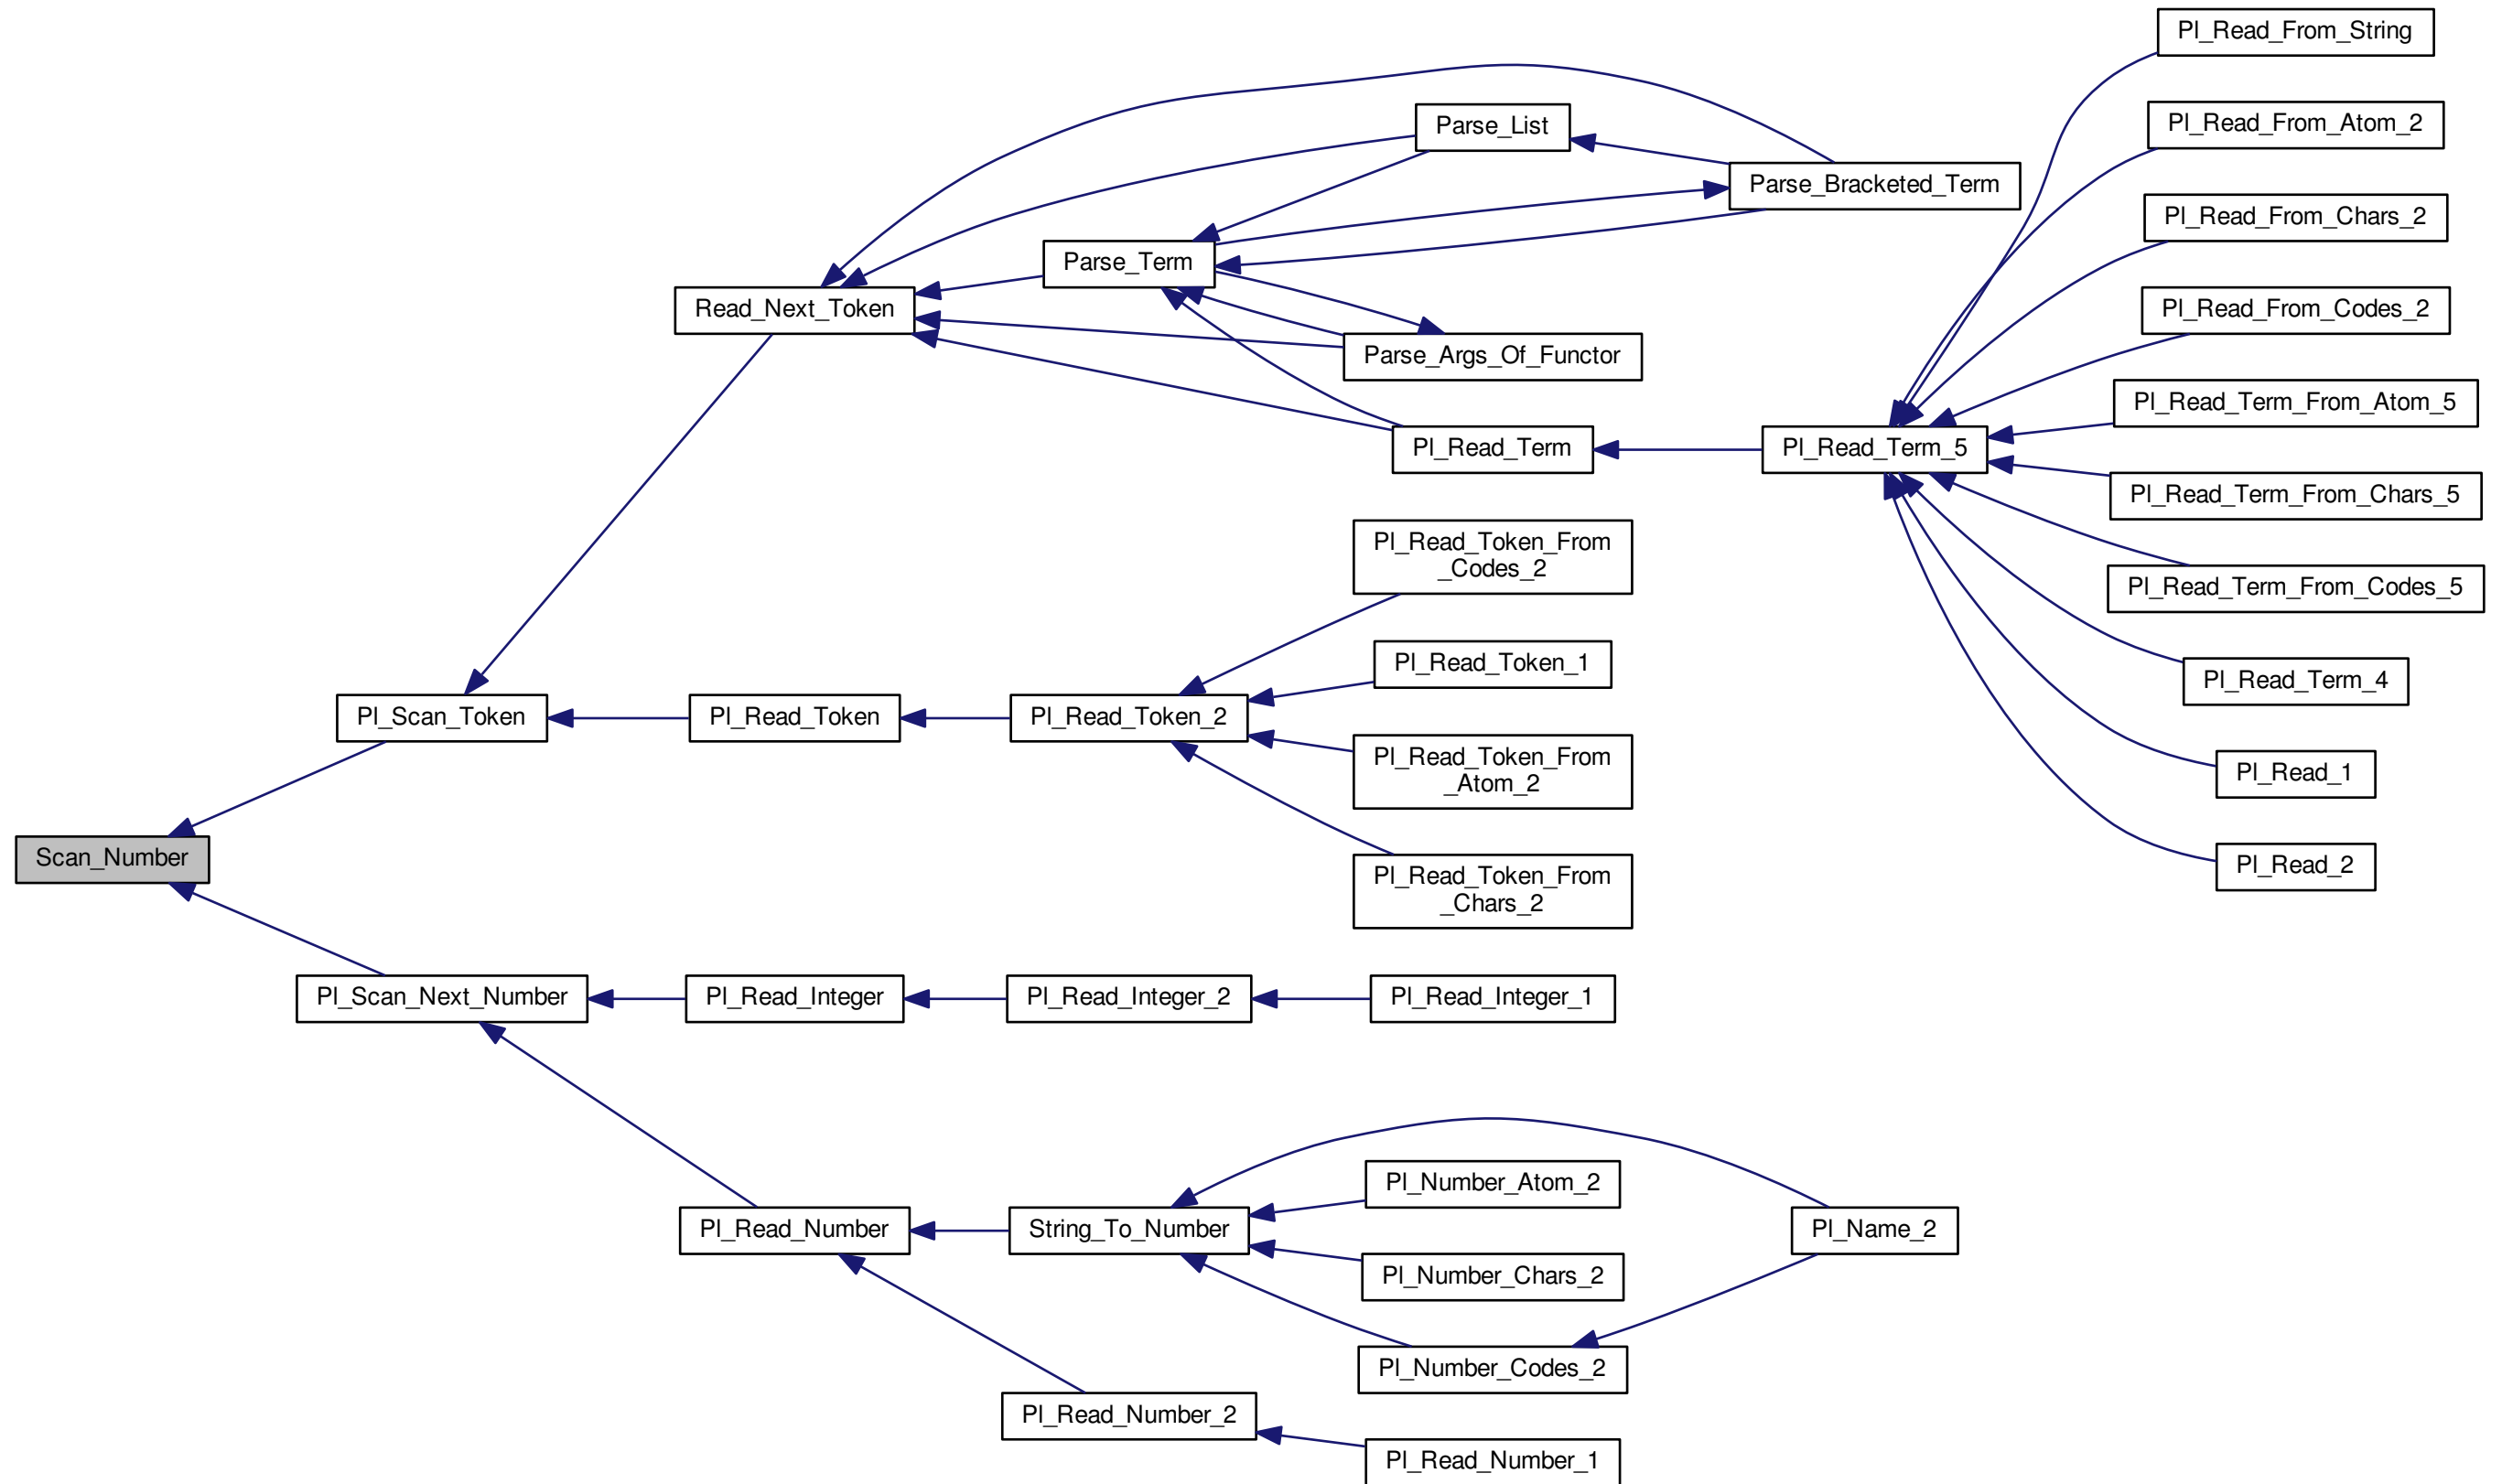 Pl_Read_From_String
Parse_List
Pl_Read_From_Atom_2
Parse_Bracketed_Term
Pl_Read_From_Chars_2
Parse_Term
Read_Next_Token
Pl_Read_From_Codes_2
Parse_Args_Of_Functor
Pl_Read_Term_From_Atom_5
Pl_Read_Term
Pl_Read_Term_5
Pl_Read_Term_From_Chars_5
Pl_Read_Token_From
_Codes_2
Pl_Read_Term_From_Codes_5
Pl_Read_Token_1
Pl_Read_Term_4
Pl_Scan_Token
Pl_Read_Token
Pl_Read_Token_2
Pl_Read_Token_From
_Atom_2
Pl_Read_1
Scan_Number
Pl_Read_2
Pl_Read_Token_From
_Chars_2
Pl_Scan_Next_Number
Pl_Read_Integer
Pl_Read_Integer_2
Pl_Read_Integer_1
Pl_Number_Atom_2
Pl_Read_Number
String_To_Number
Pl_Name_2
Pl_Number_Chars_2
Pl_Number_Codes_2
Pl_Read_Number_2
Pl_Read_Number_1